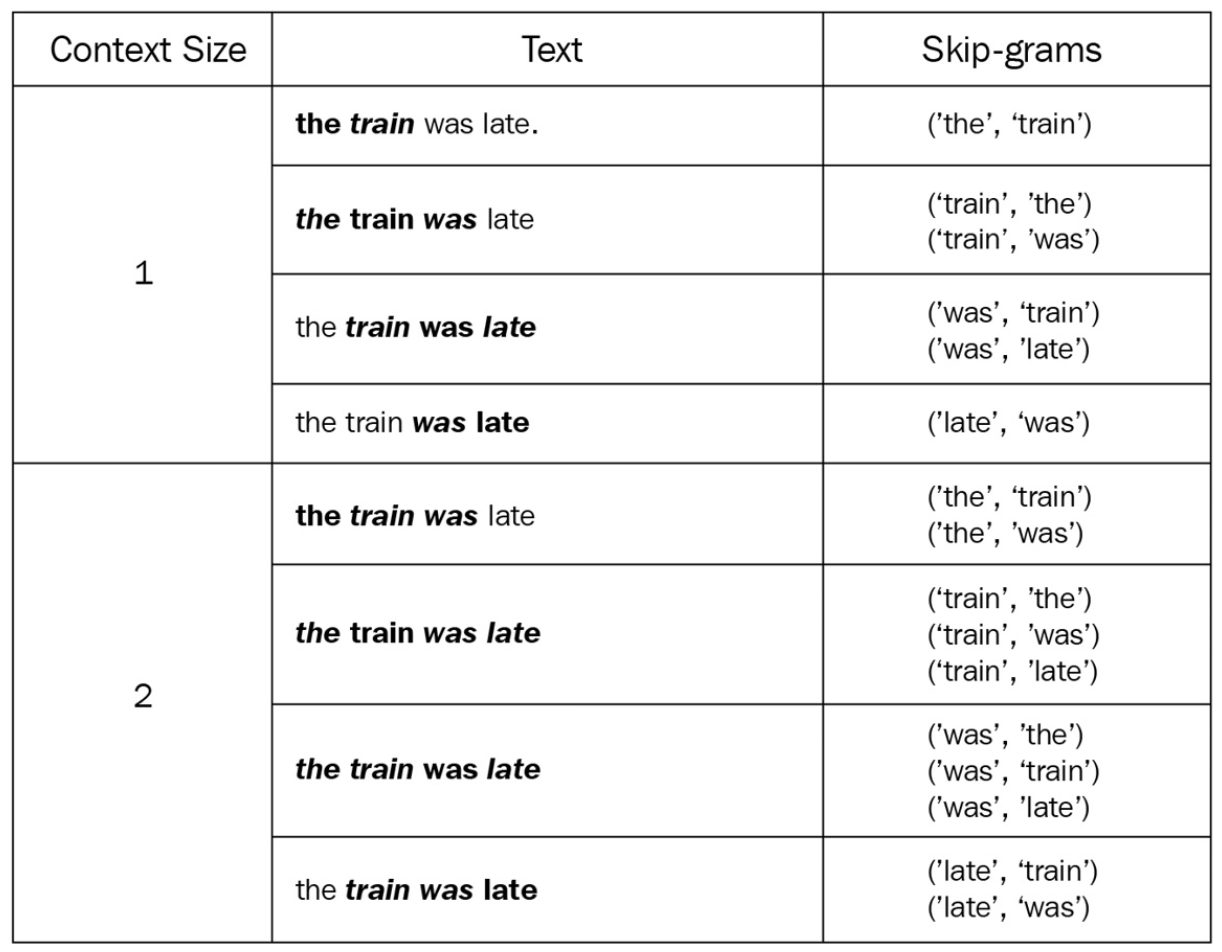 Context Size Text Skip-grams
1
the train was late. (’the’, ‘train’)
the train was late (‘train’, ’the’)
(‘train’, ’was’)
the train was late (’was’, ‘train’)
(’was’, ’late’)
the train was late (’late’, ‘was’)
2
the train was late (’the’, ‘train’)
(’the’, ’was’)
the train was late (‘train’, ’the’)
(‘train’, ’was’)
(‘train’, ’late’)
the train was late (’was’, ’the’)
(’was’, ‘train’)
(’was’, ’late’)
the train was late (’late’, ‘train’)
(’late’, ‘was’)